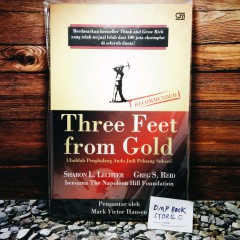 Berdasarkan bestseller Think and Grow Rich
yang telah terjual lebih dari 100 juta eksemplar
di seluruh dunia!
RECOMMENDED
Three Feet
from Gold
Ubahlah Penghalang Anda Jadi Peluang Sukses!
SHARON L. LECHTER GREG S. REID
bersama The Napoleon Hill Foundation
Pengantar oleh
Mark Victor Hansen
DMP BOOK
STORE